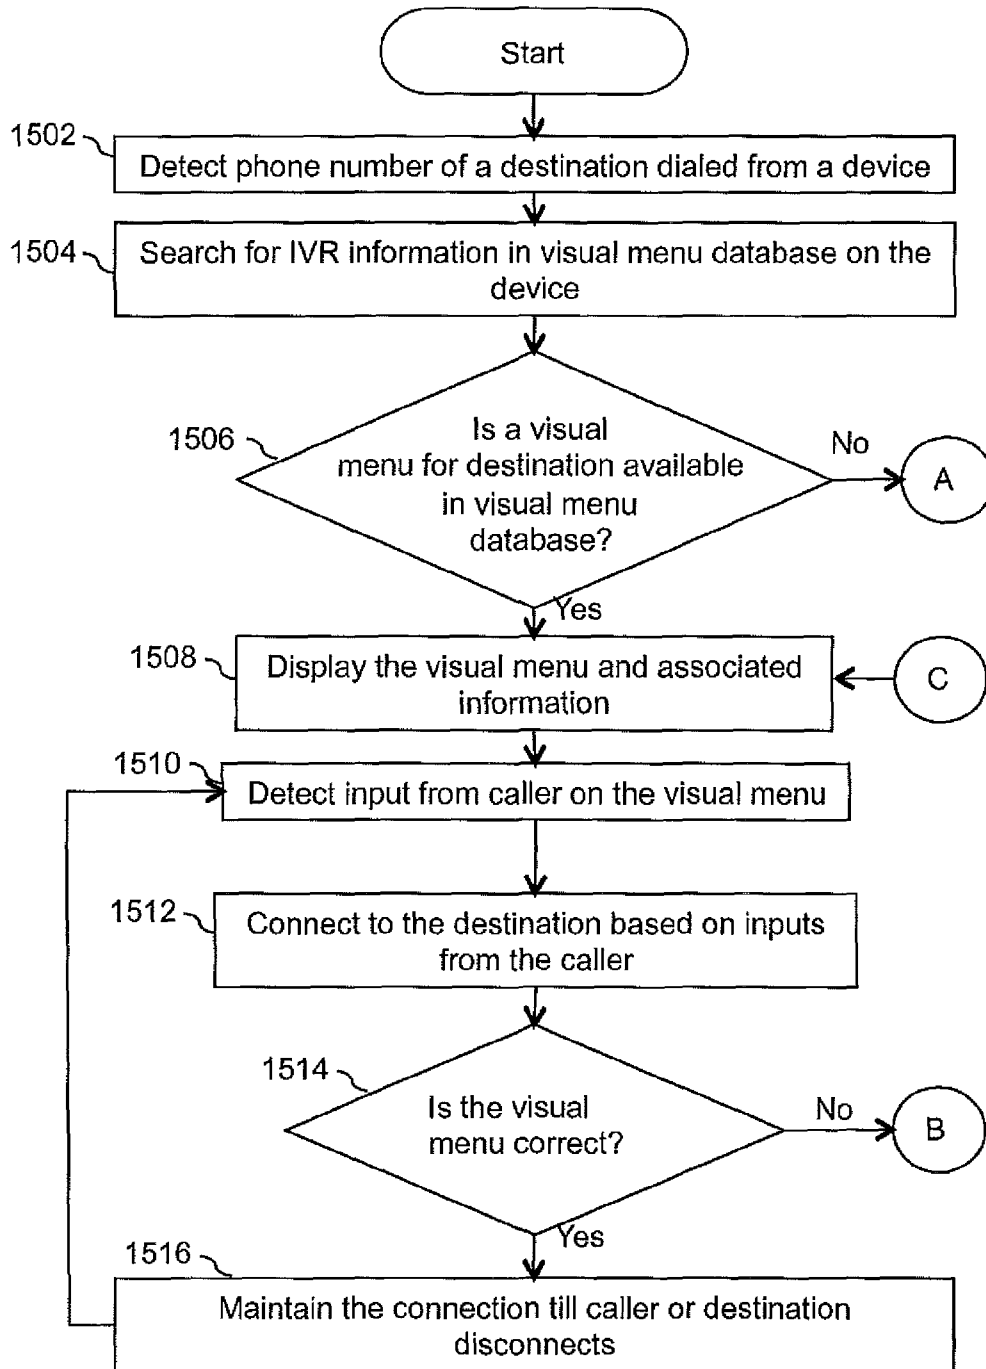 Start
1502
Detect phone number of a destination dialed from a device
1504
Search for IVR information in visual menu database on the
device
1506
Is a visual
menu for destination available
in visual menu
database?
No
A
Yes
1508
Display the visual menu and associated
information
C
1510
Detect input from caller on the visual menu
1512
Connect to the destination based on inputs
from the caller
1514
Is the visual
menu correct?
No
B
Yes
1516
Maintain the connection till caller or destination
disconnects